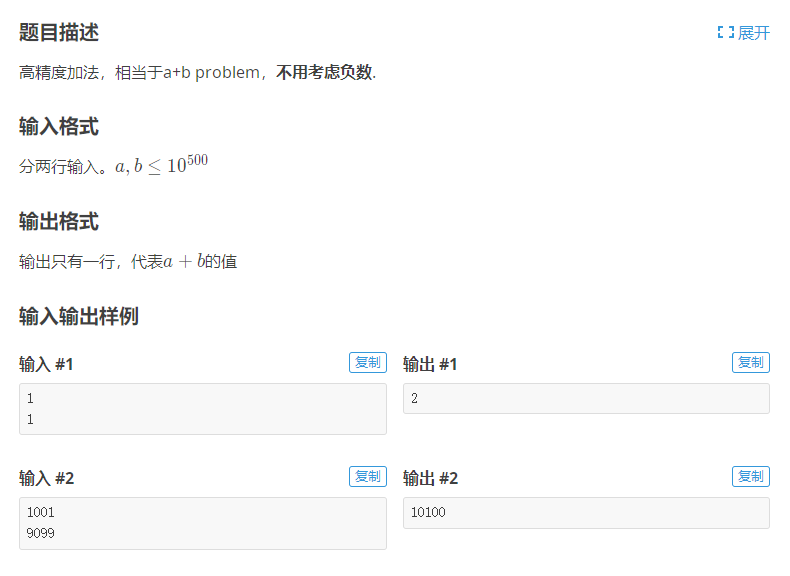 题目描述
展开
高精度加法，相当于a+b problem，不用考虑负数.
输入格式
分两行输入。a, b ≤ 10^500
输出格式
输出只有一行，代表a + b的值
输入输出样例
输入 #1
复制
1
1
输出 #1
复制
2
输入 #2
复制
1001
9099
输出 #2
复制
10100